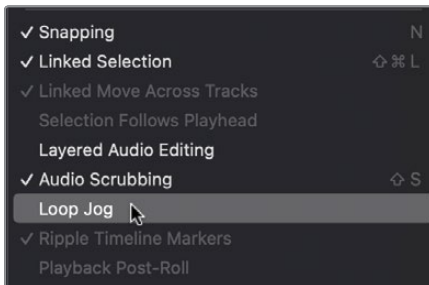 ✓ Snapping N
✓ Linked Selection ⇧⌘L
✓ Linked Move Across Tracks
Selection Follows Playhead
Layered Audio Editing
✓ Audio Scrubbing ⇧S
Loop Jog
✓ Ripple Timeline Markers
Playback Post-Roll